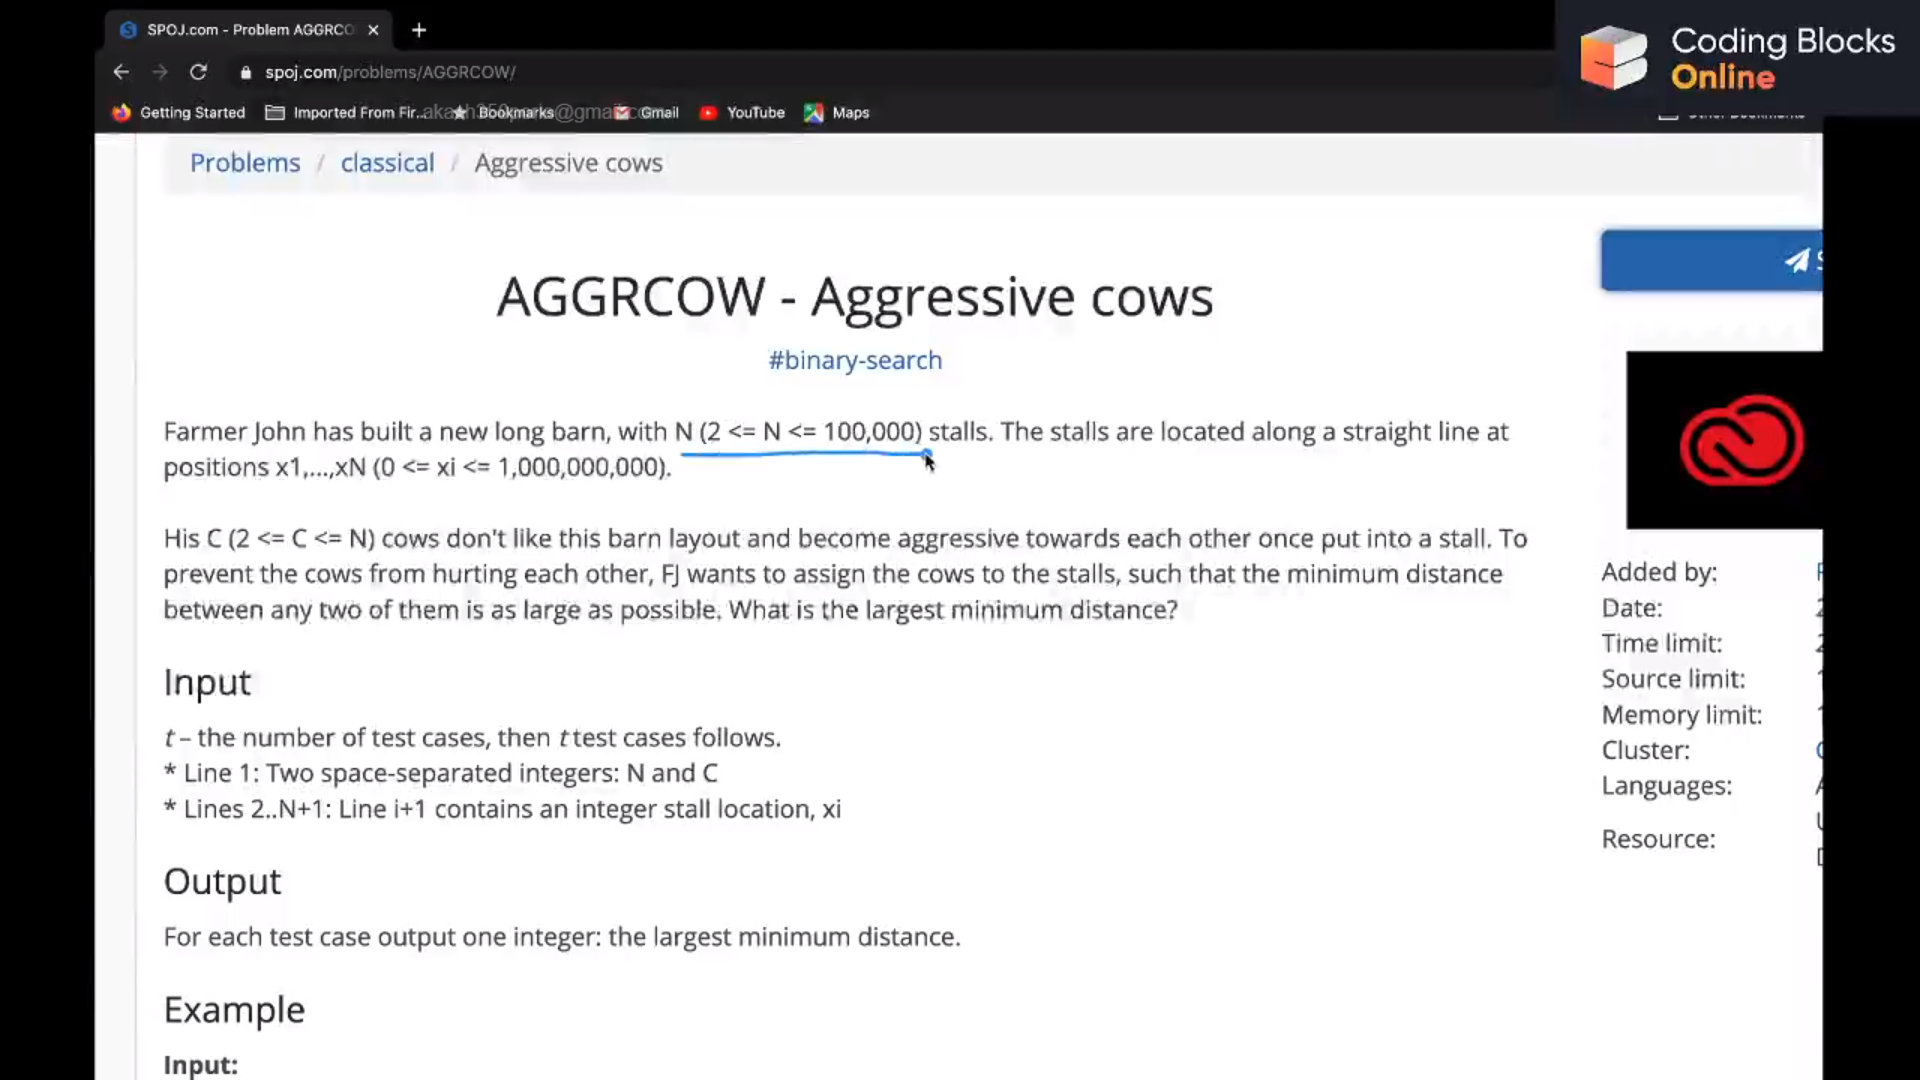 SPOJ.com - Problem AGGRCO
Coding Blocks
Online
spoj.com/problems/AGGRCOW/
Getting Started Imported From Fir... Bookmarks Gmail YouTube Maps
Problems / classical / Aggressive cows
AGGRCOW - Aggressive cows
#binary-search
Farmer John has built a new long barn, with N (2 <= N <= 100,000) stalls. The stalls are located along a straight line at
positions x1,...,xN (0 <= xi <= 1,000,000,000).
His C (2 <= C <= N) cows don't like this barn layout and become aggressive towards each other once put into a stall. To
prevent the cows from hurting each other, FJ wants to assign the cows to the stalls, such that the minimum distance
between any two of them is as large as possible. What is the largest minimum distance?
Added by:
Date:
Time limit:
Source limit:
Memory limit:
Cluster:
Languages:
Resource:
Input
t – the number of test cases, then t test cases follows.
* Line 1: Two space-separated integers: N and C
* Lines 2..N+1: Line i+1 contains an integer stall location, xi
Output
For each test case output one integer: the largest minimum distance.
Example
Input: